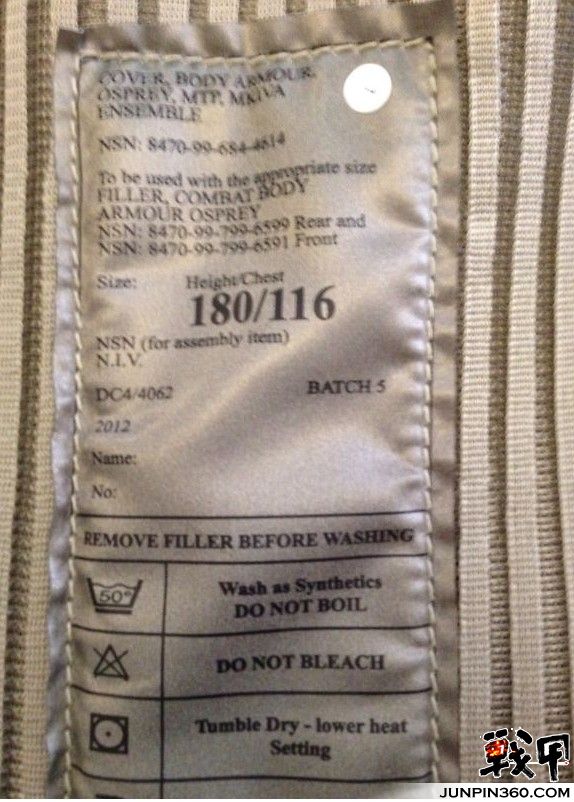 COVER, BODY ARMOUR,
OSPREY, MTP, MKIVA
ENSEMBLE
NSN: 8470-99-684-4614
To be used with the appropriate size
FILLER, COMBAT BODY
ARMOUR OSPREY
NSN: 8470-99-799-6599 Rear and
NSN: 8470-99-799-6591 Front
Size: Height/Chest
180/116
NSN (for assembly item)
N.I.V.
DC4/4062 BATCH 5
2012
Name:
No:
REMOVE FILLER BEFORE WASHING
50° Wash as Synthetics
DO NOT BOIL
DO NOT BLEACH
Tumble Dry - lower heat
Setting
戦甲
JUNPIN360.COM